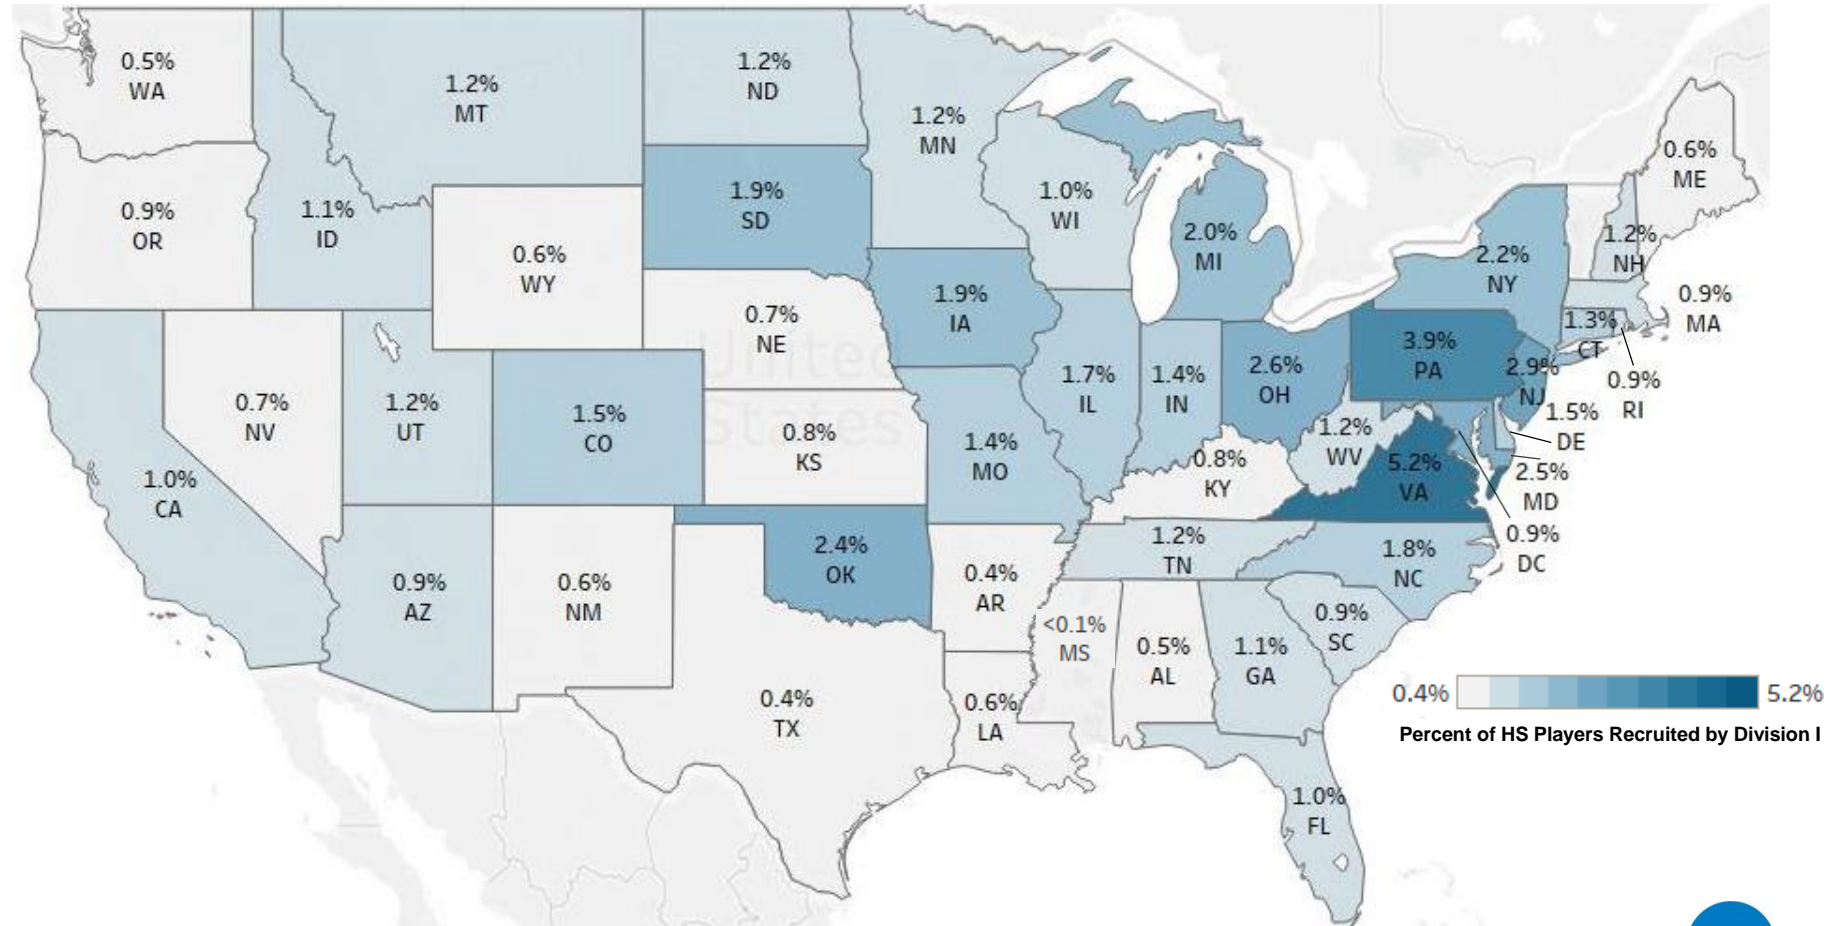 0.5%
WA
1.2%
MT
1.2%
ND
1.2%
MN
0.6%
ME
0.9%
OR
1.1%
ID
1.9%
SD
1.0%
WI
2.0%
MI
1.2%
NH
0.6%
WY
2.2%
NY
0.9%
MA
0.7%
NE
1.9%
IA
1.3%
CT
United
States
0.7%
NV
1.2%
UT
1.5%
CO
1.7%
IL
1.4%
IN
2.6%
OH
3.9%
PA
2.9%
NJ
0.9%
RI
1.5%
DE
0.8%
KS
1.4%
MO
0.8%
KY
1.2%
WV
5.2%
VA
2.5%
MD
1.0%
CA
0.9%
DC
0.9%
AZ
0.6%
NM
2.4%
OK
0.4%
AR
1.2%
TN
1.8%
NC
<0.1%
MS
0.5%
AL
1.1%
GA
0.9%
SC
0.4%
TX
0.6%
LA
1.0%
FL
0.4% 5.2%
Percent of HS Players Recruited by Division I